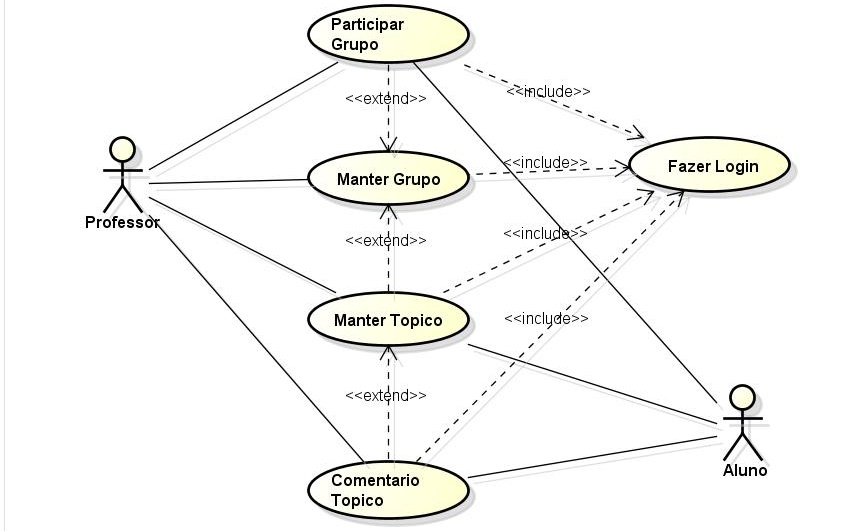 Participar
Grupo
<<extend>>
<<include>>
Manter Grupo
<<include>>
Fazer Login
Professor
<<extend>>
<<include>>
Manter Topico
<<include>>
<<extend>>
Aluno
Comentario
Topico